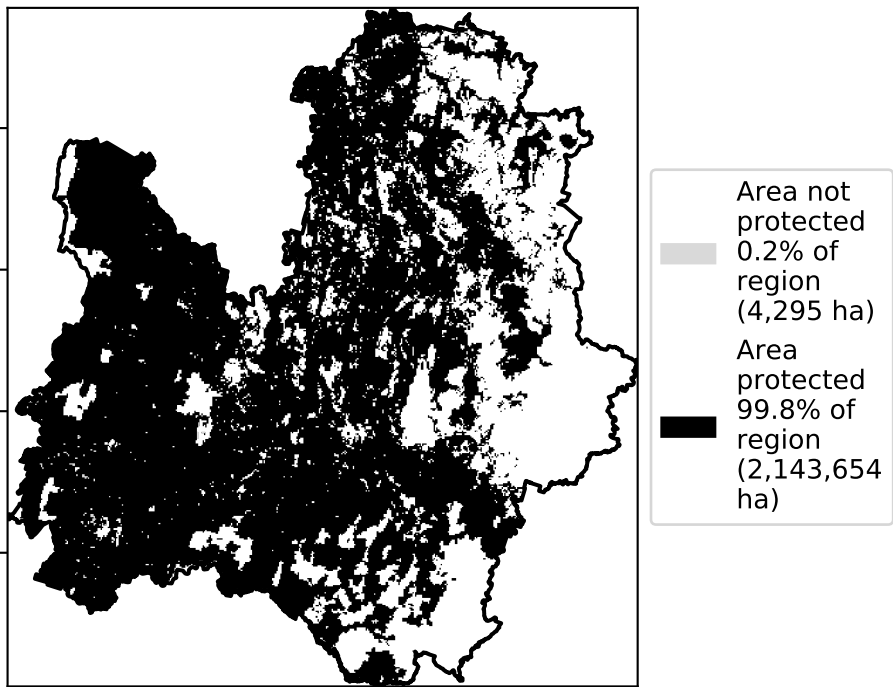 Area not
protected
0.2% of
region
(4,295 ha)
Area
protected
99.8% of
region
(2,143,654
ha)